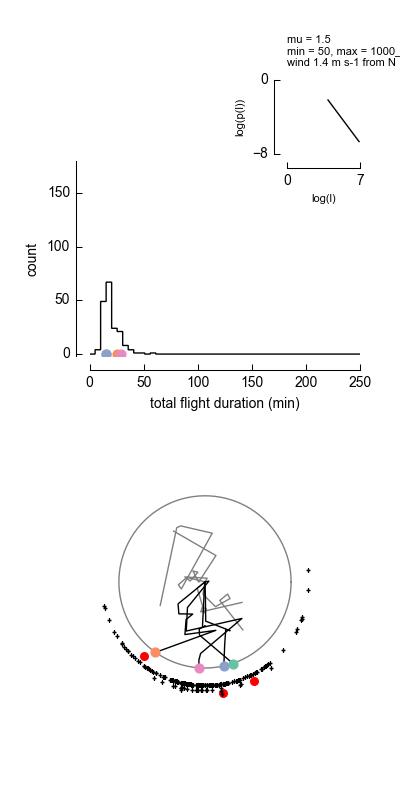 mu = 1.5
min = 50, max = 1000_
wind 1.4 m s-1 from N
0
log(p(l))
−8
0
7
log(l)
150
100
50
0
count
0
50
100
150
200
250
total flight duration (min)